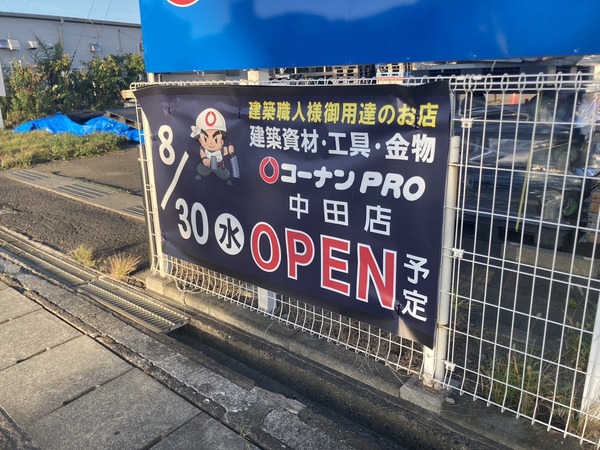 建築職人様御用達のお店
建築資材・工具・金物
コーナンPRO
中田店
8/30水
OPEN予定